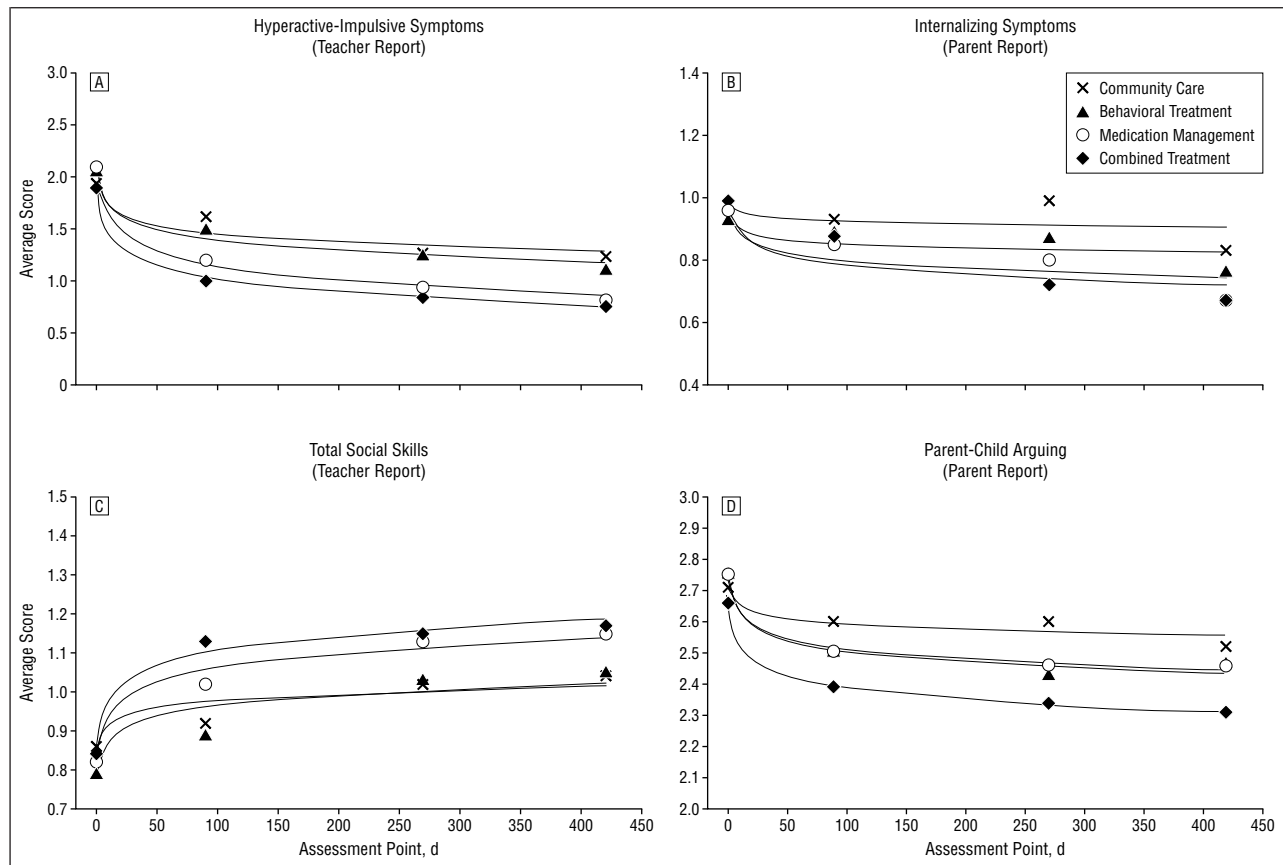 Hyperactive-Impulsive Symptoms
(Teacher Report)
A
3.0
2.5
2.0
1.5
1.0
0.5
0
Average Score
Internalizing Symptoms
(Parent Report)
B
1.4
1.2
1.0
0.8
0.6
0.4
Community Care
Behavioral Treatment
Medication Management
Combined Treatment
Total Social Skills
(Teacher Report)
C
1.5
1.4
1.3
1.2
1.1
1.0
0.9
0.8
0.7
Average Score
0 50 100 150 200 250 300 350 400 450
Assessment Point, d
Parent-Child Arguing
(Parent Report)
D
3.0
2.9
2.8
2.7
2.6
2.5
2.4
2.3
2.2
2.1
2.0
0 50 100 150 200 250 300 350 400 450
Assessment Point, d